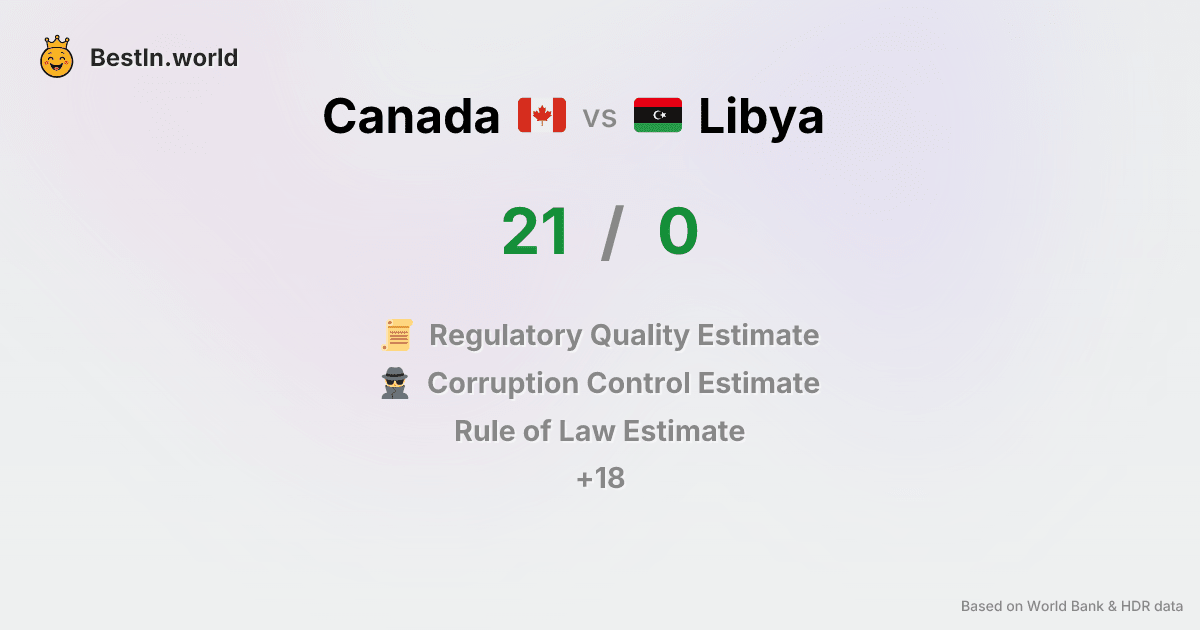 BestIn.world
Canada vs Libya
21 / 0
Regulatory Quality Estimate
Corruption Control Estimate
Rule of Law Estimate
+18
Based on World Bank & HDR data